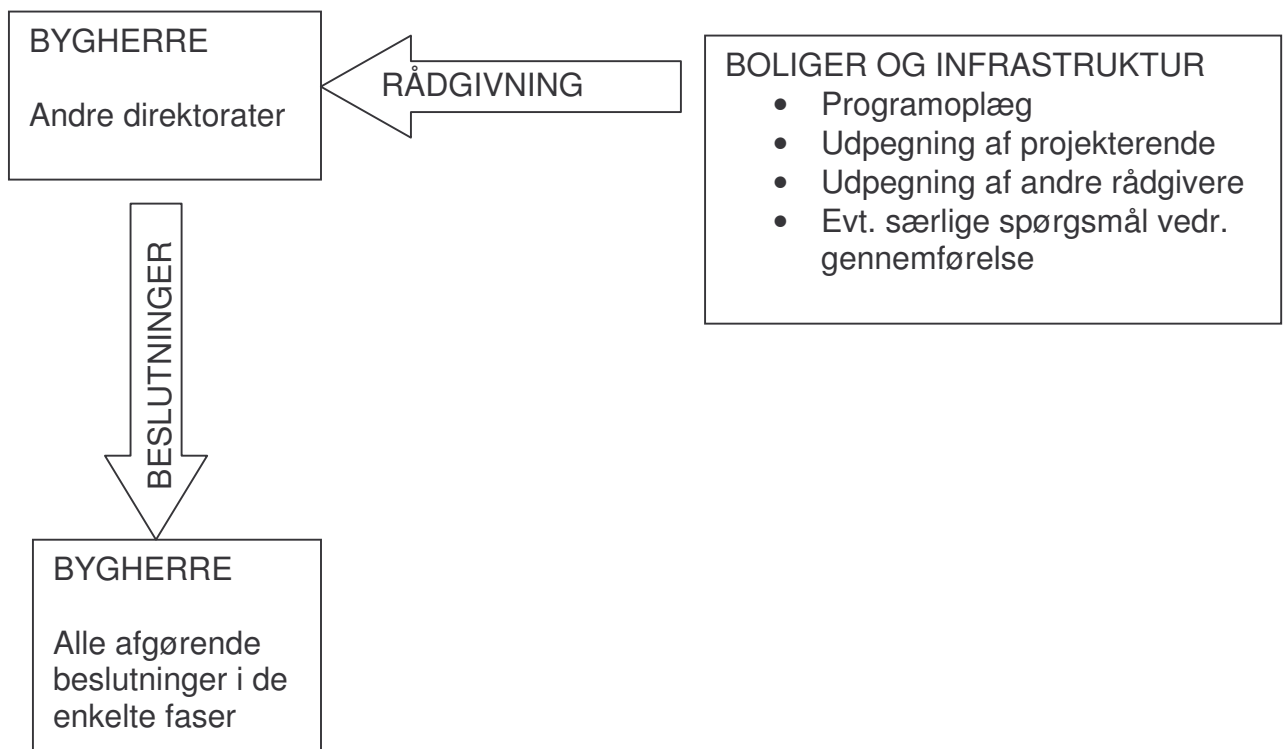 BYGHERRE
Andre direktorater
RÅDGIVNING
BOLIGER OG INFRASTRUKTUR
• Programoplæg
• Udpegning af projekterende
• Udpegning af andre rådgivere
• Evt. særlige spørgsmål vedr.
gennemførelse
BESLUTNINGER
BYGHERRE
Alle afgørende
beslutninger i de
enkelte faser